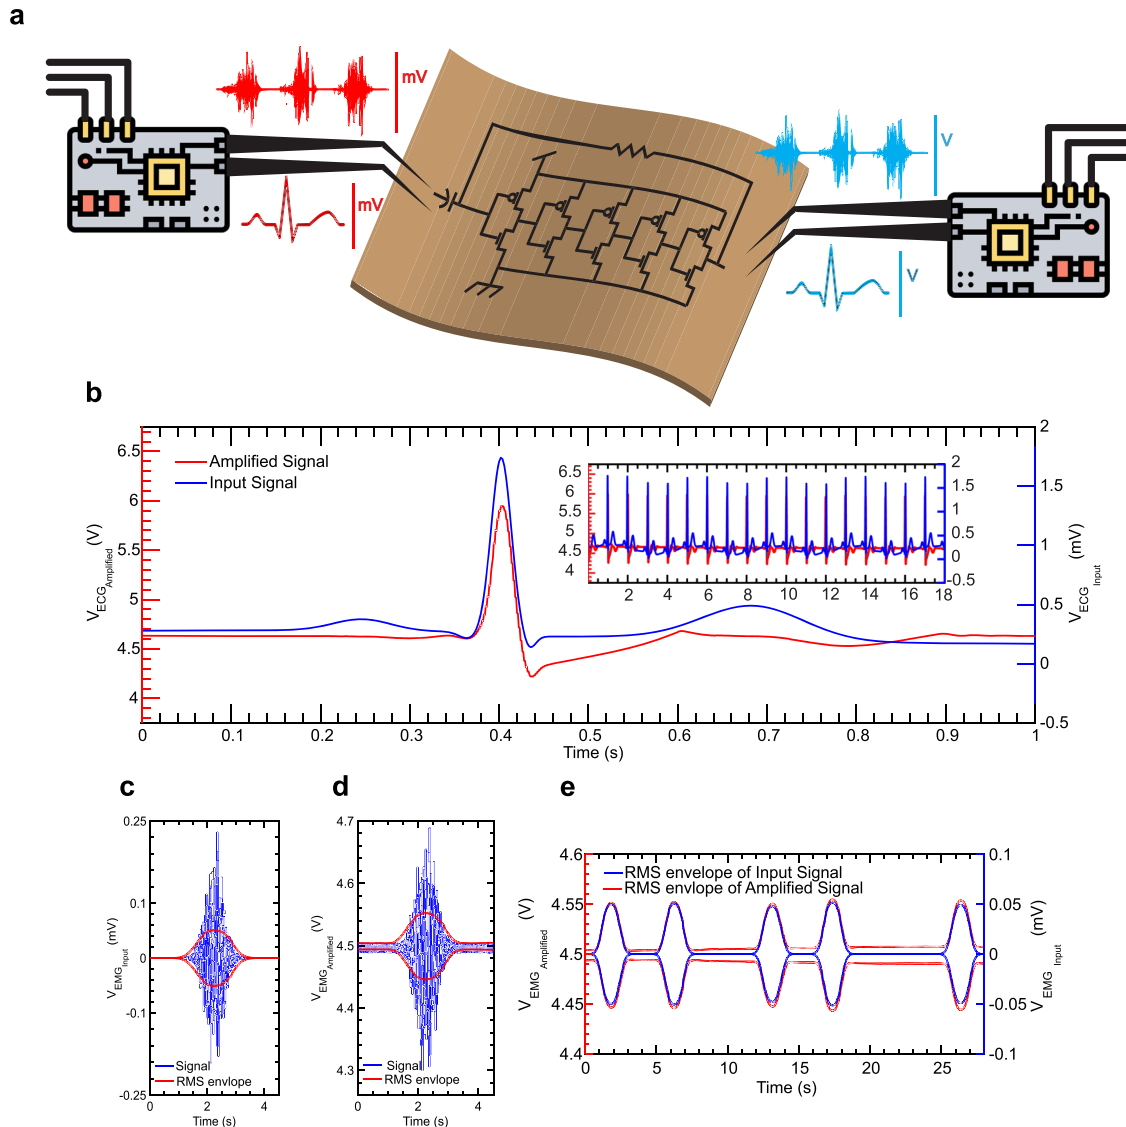 a
mV
mV
V
V
b
Amplified Signal
Input Signal
V_ECG_Amplified (V)
6.5
6
5.5
5
4.5
4
2
1.5
1
0.5
0
-0.5
V_ECG_Input (mV)
6.5
6
5.5
5
4.5
4
2
1.5
1
0.5
0
-0.5
2 4 6 8 10 12 14 16 18
0 0.1 0.2 0.3 0.4 0.5 0.6 0.7 0.8 0.9 1
Time (s)
c
0.25
0.1
0
-0.1
-0.25
V_EMG_Input (mV)
Signal
RMS envlope
0 2 4
Time (s)
d
4.7
4.6
4.5
4.4
4.3
V_EMG_Amplified (V)
Signal
RMS envlope
0 2 4
Time (s)
e
RMS envelope of Input Signal
RMS envlope of Amplified Signal
4.6
4.55
4.5
4.45
4.4
V_EMG_Amplified (V)
0.1
0.05
0
-0.05
-0.1
V_EMG_Input (mV)
0 5 10 15 20 25
Time (s)